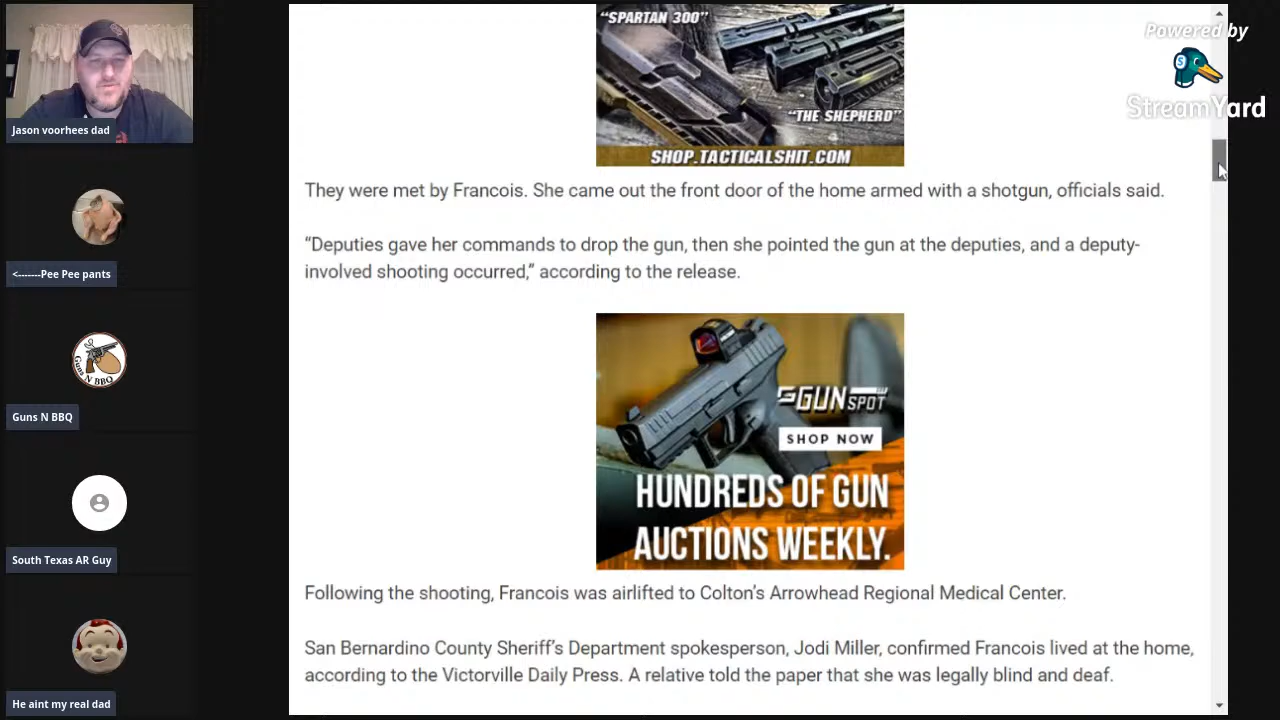 Jason voorhees dad
<-------Pee Pee pants
Guns N BBQ
Guns N BBQ
South Texas AR Guy
He aint my real dad
"SPARTAN 300"
"THE SHEPHERD"
SHOP.TACTICALSHIT.COM
They were met by Francois. She came out the front door of the home armed with a shotgun, officials said.
“Deputies gave her commands to drop the gun, then she pointed the gun at the deputies, and a deputy-
involved shooting occurred,” according to the release.
GUNSPOT
SHOP NOW
HUNDREDS OF GUN
AUCTIONS WEEKLY.
Following the shooting, Francois was airlifted to Colton’s Arrowhead Regional Medical Center.
San Bernardino County Sheriff’s Department spokesperson, Jodi Miller, confirmed Francois lived at the home,
according to the Victorville Daily Press. A relative told the paper that she was legally blind and deaf.
Powered by
S
StreamYard